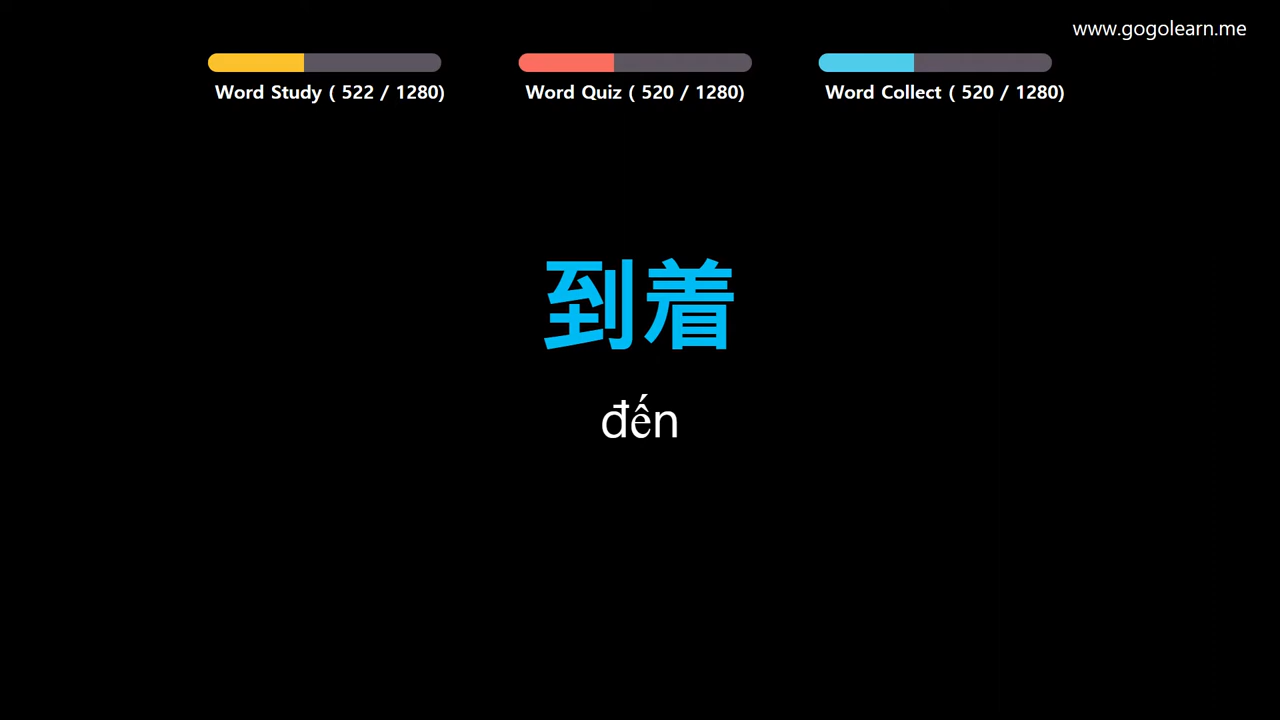 www.gogolearn.me
Word Study ( 522 / 1280)
Word Quiz ( 520 / 1280)
Word Collect ( 520 / 1280)
到着
đến